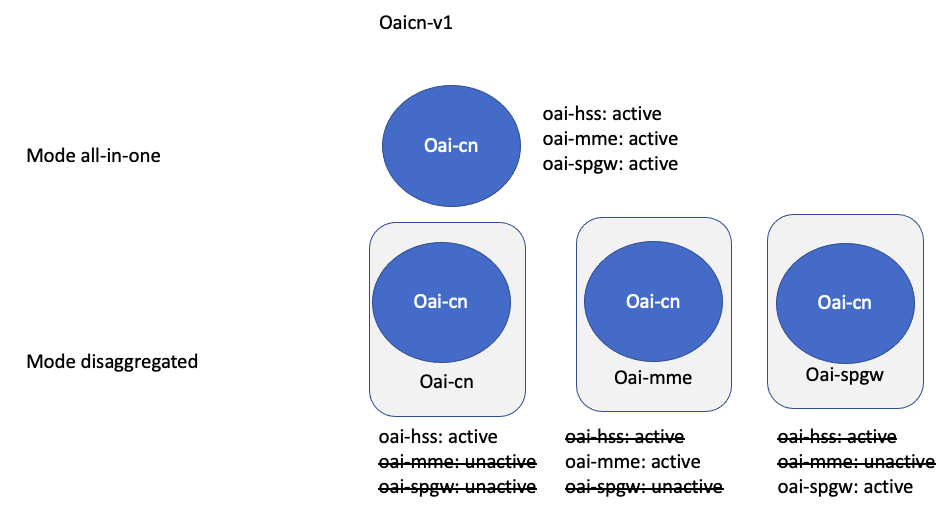 Oaicn-v1
Mode all-in-one
Oai-cn
oai-hss: active
oai-mme: active
oai-spgw: active
Mode disaggregated
Oai-cn
Oai-cn
oai-hss: active
oai-mme: unactive
oai-spgw: unactive
Oai-cn
Oai-mme
oai-hss: active
oai-mme: active
oai-spgw: unactive
Oai-cn
Oai-spgw
oai-hss: active
oai-mme: unactive
oai-spgw: active